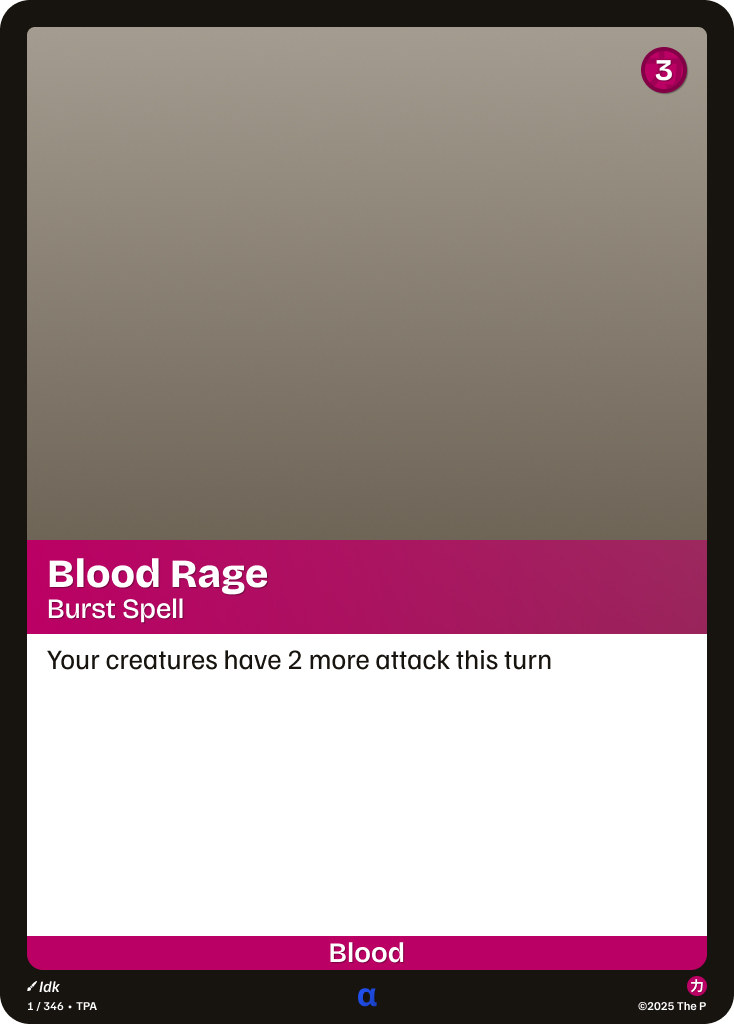 3
Blood Rage
Burst Spell
Your creatures have 2 more attack this turn
Blood
Idk
1 / 346 • TPA
α
カ
©2025 The P